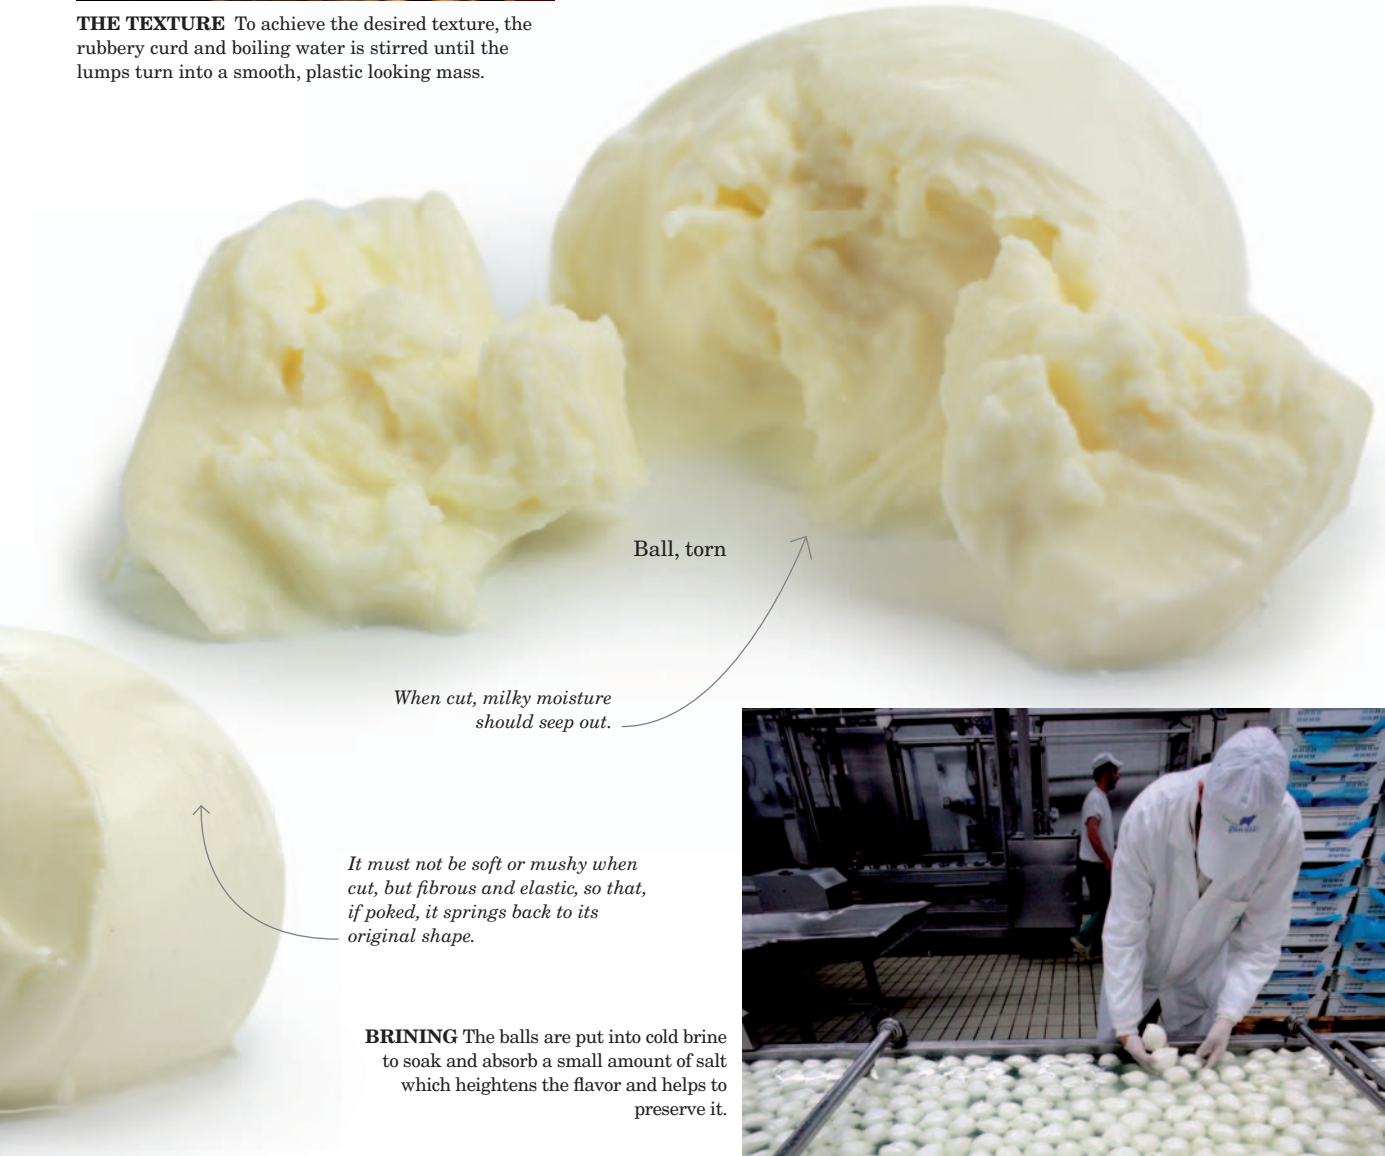 THE TEXTURE To achieve the desired texture, the
rubbery curd and boiling water is stirred until the
lumps turn into a smooth, plastic looking mass.
Ball, torn
When cut, milky moisture
should seep out.
It must not be soft or mushy when
cut, but fibrous and elastic, so that,
if poked, it springs back to its
original shape.
BRINING The balls are put into cold brine
to soak and absorb a small amount of salt
which heightens the flavor and helps to
preserve it.